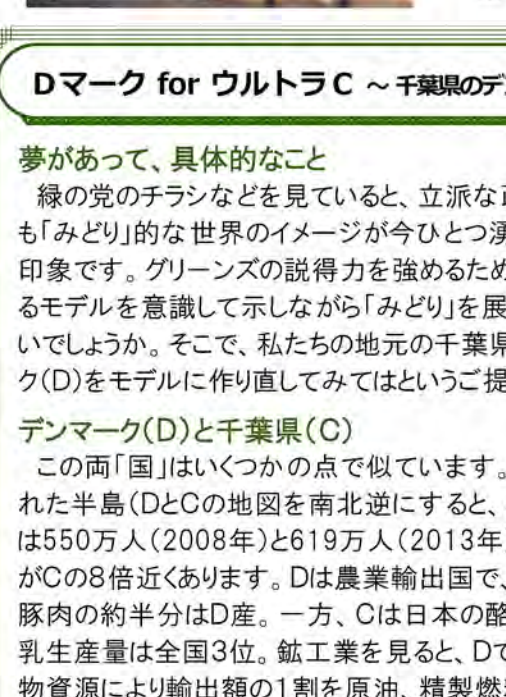 Dマーク for ウルトラC ～千葉県のデ
夢があって、具体的なこと
緑の党のチラシなどを見ていると、立派な
も「みどり」的な世界のイメージが今ひとつ湧
印象です。グリーンズの説得力を強めるため
るモデルを意識して示しながら「みどり」を展
いでしょうか。そこで、私たちの地元の千葉県
ク(D)をモデルに作り直してみてはというご提
デンマーク(D)と千葉県(C)
この両「国」はいくつかの点で似ています。
れた半島(DとCの地図を南北逆にすると、
は550万人(2008年)と619万人(2013年
がCの8倍近くあります。Dは農業輸出国で、
豚肉の約半分はD産。一方、Cは日本の酪
乳生産量は全国3位。鉱工業を見ると、Dで
物資源により輸出額の1割を原油、精製燃